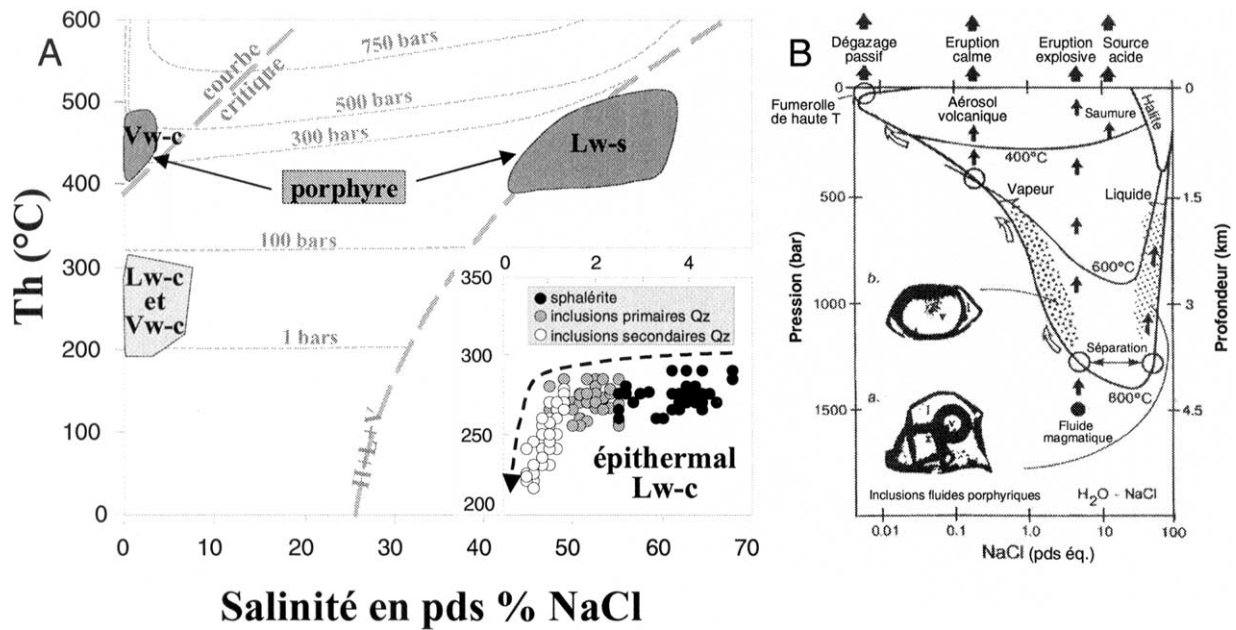 A
Th (°C)
600
500
400
300
200
100
0
0
10
20
30
40
50
60
70
Salinité en pds % NaCl
750 bars
courbe
critique
500 bars
300 bars
Vw-c
Lw-s
porphyre
100 bars
Lw-c
et
Vw-c
1 bars
H+L+V
0
2
4
350
300
250
200
sphalérite
inclusions primaires Qz
inclusions secondaires Qz
épithermal
Lw-c
B
Dégazage
passif
Eruption
calme
Eruption
explosive
Source
acide
0
500
1000
1500
Pression (bar)
Fumerolle
de haute T
Aérosol
volcanique
Saumure
Halite
400°C
Vapeur
Liquide
600°C
b.
Séparation
800°C
a.
Fluide
magmatique
Inclusions fluides porphyriques
H₂O - NaCl
0
1.5
3
4.5
Profondeur (km)
0.01
0.1
1.0
10
100
NaCl (pds éq.)